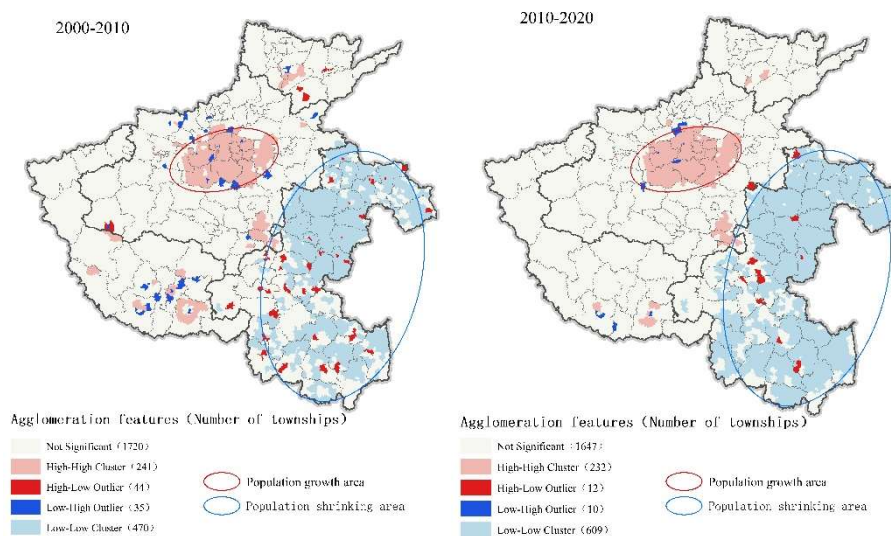 2000-2010
2010-2020
Agglomeration features (Number of townships)
Not Significant (1720)
High-High Cluster (241)
High-Low Outlier (44)
Low-High Outlier (35)
Low-Low Cluster (470)
Population growth area
Population shrinking area
Agglomeration features (Number of townships)
Not Significant (1647)
High-High Cluster (232)
High-Low Outlier (12)
Low-High Outlier (10)
Low-Low Cluster (609)
Population growth area
Population shrinking area